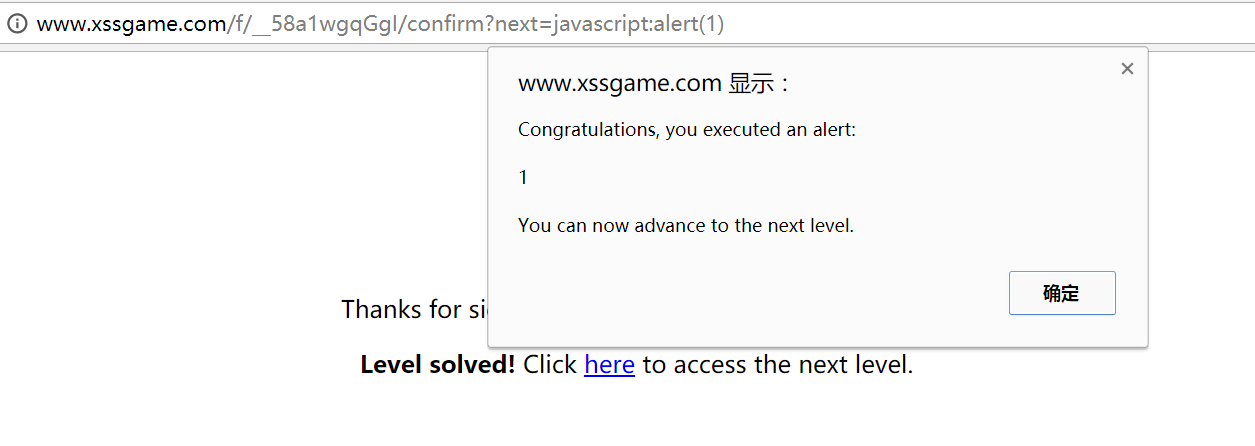 www.xssgame.com/f/__58a1wgqGgI/confirm?next=javascript:alert(1)
www.xssgame.com 显示：
Congratulations, you executed an alert:
1
You can now advance to the next level.
确定
Thanks for si
Level solved! Click here to access the next level.